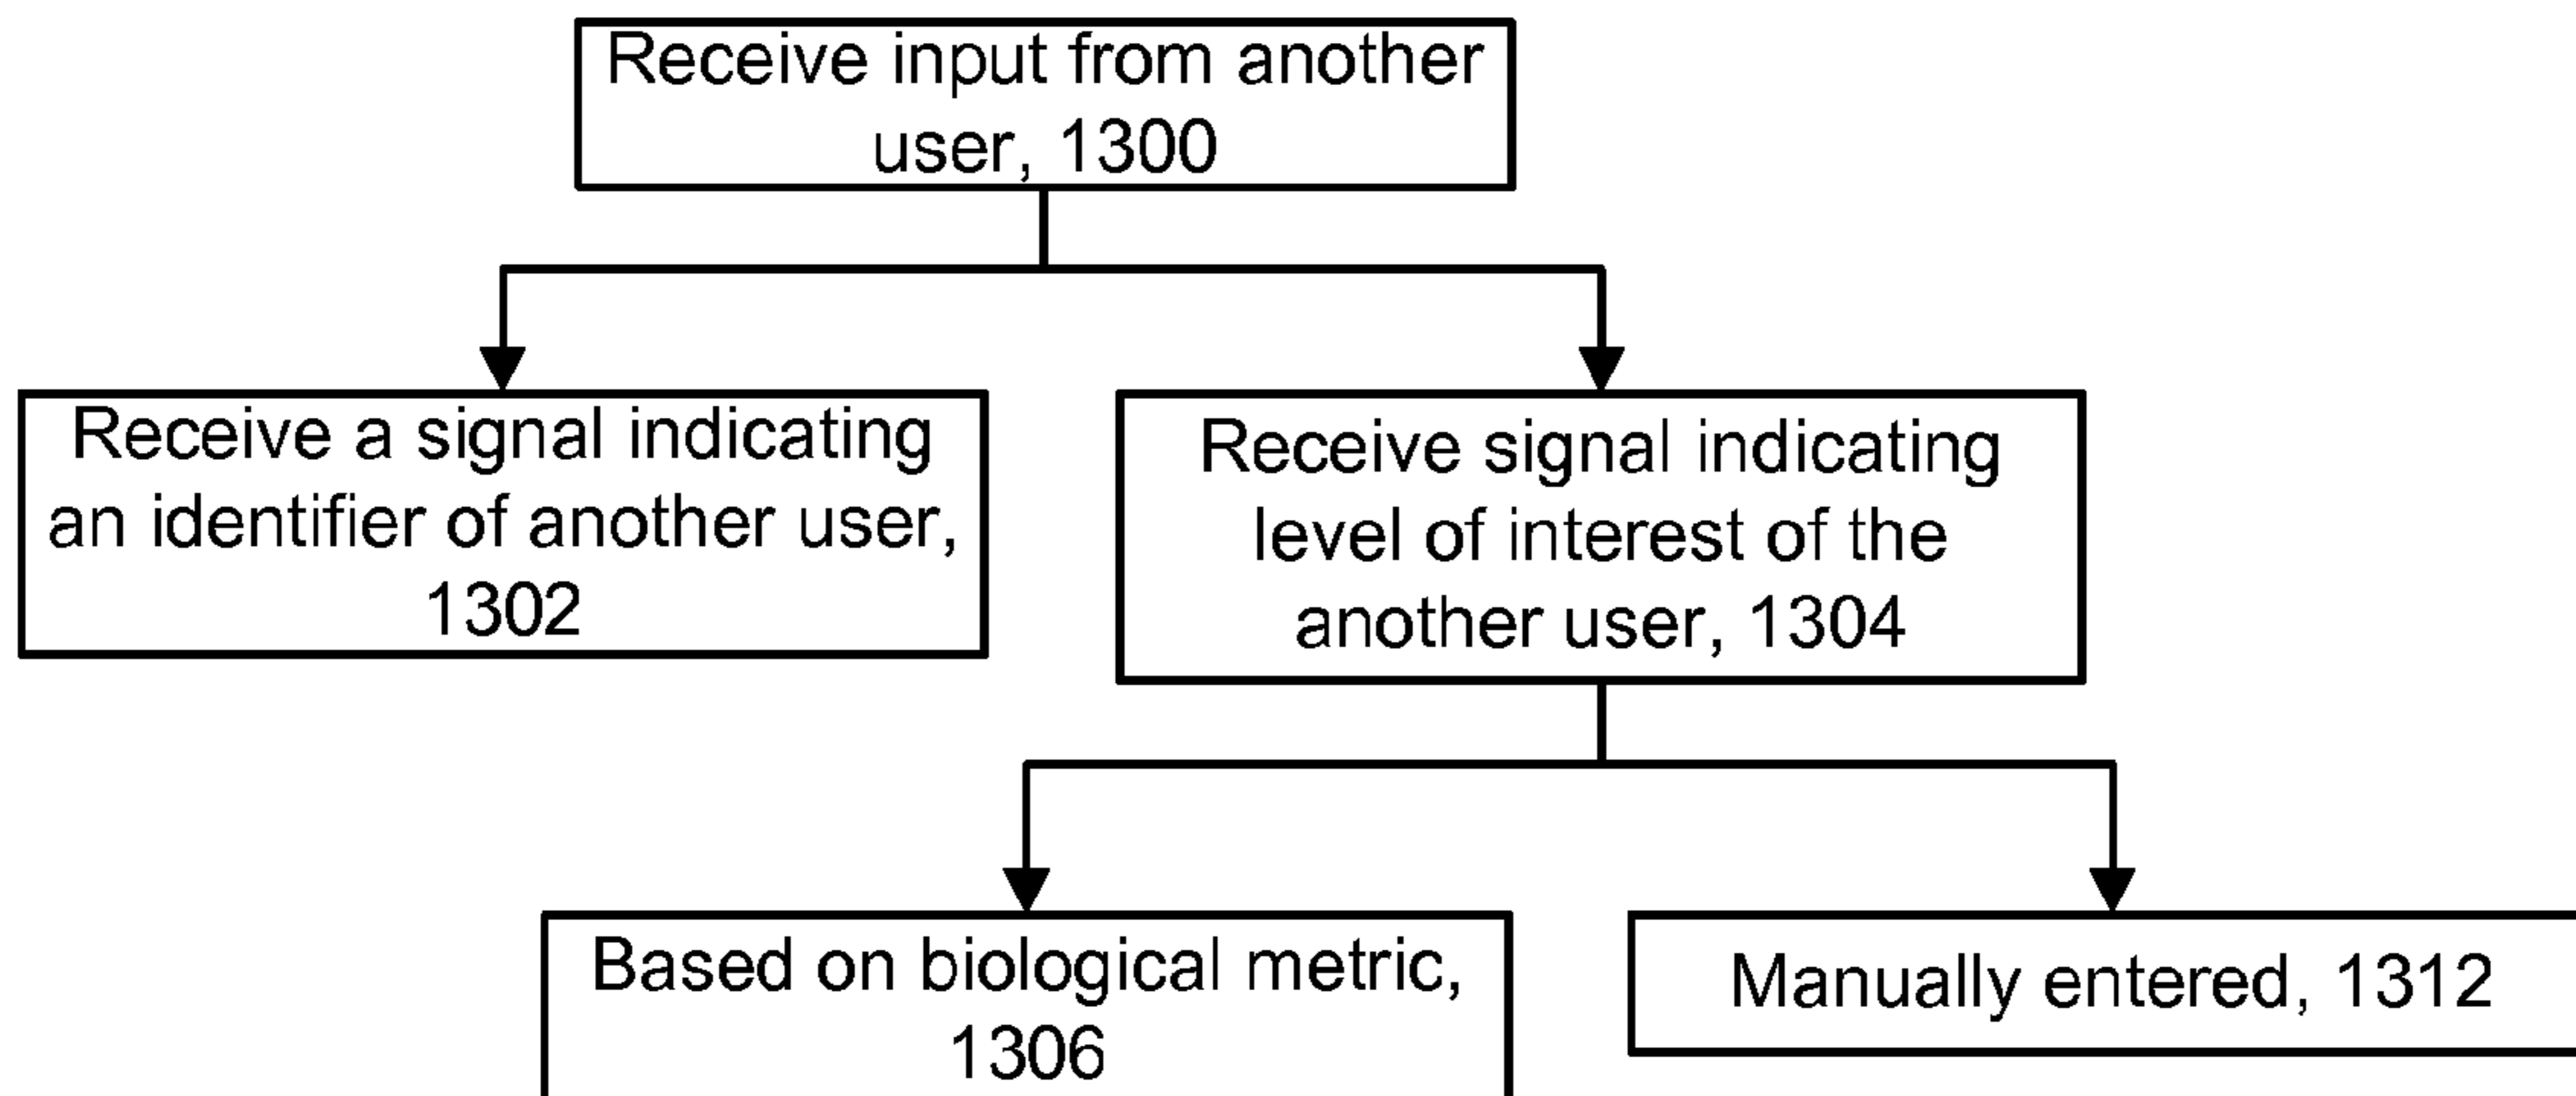 Receive input from another
user, 1300
Receive a signal indicating
an identifier of another user,
1302
Receive signal indicating
level of interest of the
another user, 1304
Based on biological metric,
1306
Manually entered, 1312